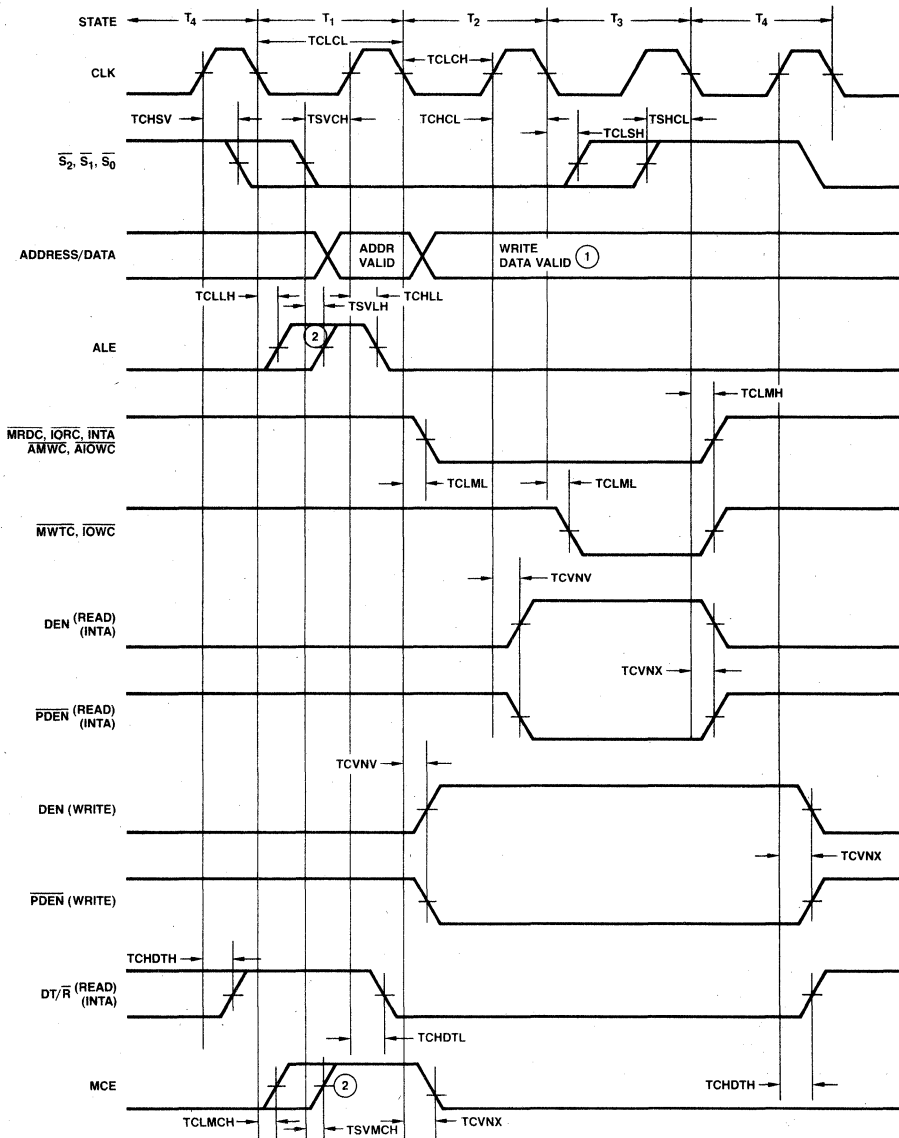 STATE T4 T1 T2 T3 T4
TCLCL
TCLCH
CLK
TCHSV TSVCH TCHCL TSHCL
TCLSH
S2, S1, S0
ADDRESS/DATA
ADDR VALID
WRITE DATA VALID 1
TCLLH TCHLL
TSVLH
ALE 2
TCLMH
MRDC, IORC, INTA
AMWC, AIOWC
TCLML TCLML
MWTC, IOWC
TCVNV
DEN (READ)
(INTA)
TCVNX
PDEN (READ)
(INTA)
TCVNV
DEN (WRITE)
TCVNX
PDEN (WRITE)
TCHDTH
DT/R (READ)
(INTA)
TCHDTL
MCE 2
TCHDTH
TCLMCH TSVMCH TCVNX